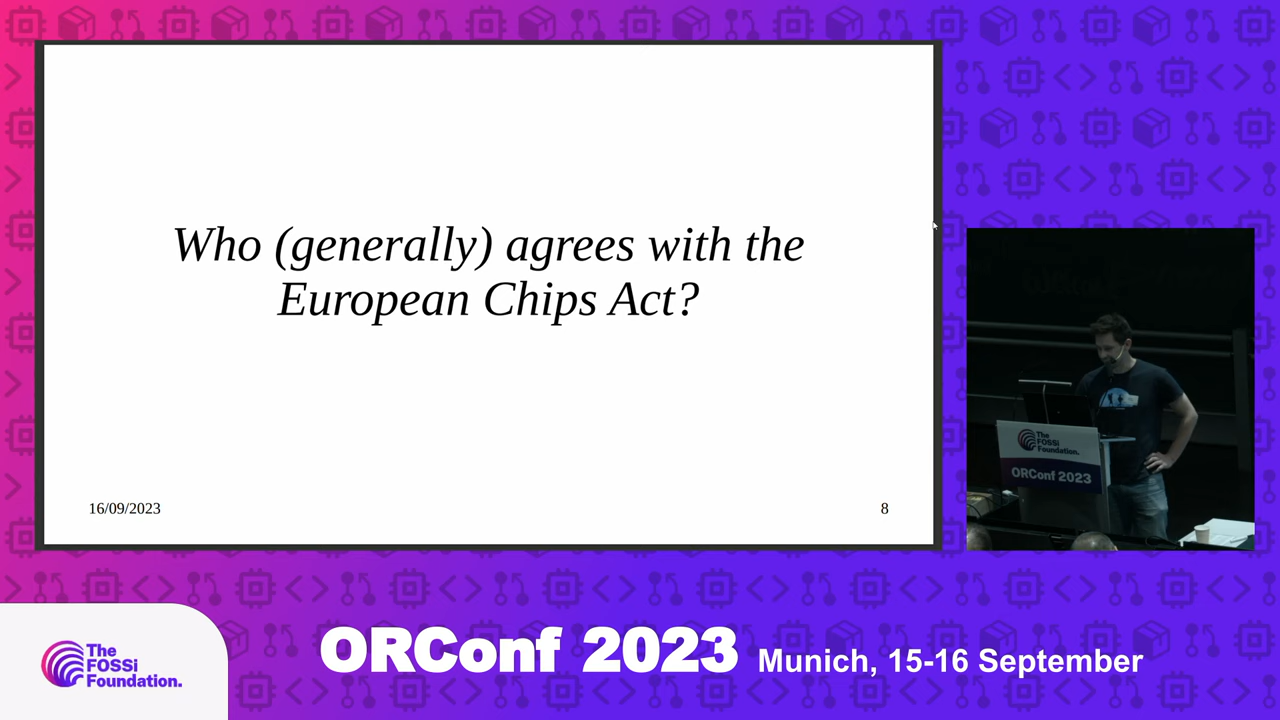 Who (generally) agrees with the
European Chips Act?
16/09/2023
8
The
FOSSi
Foundation.
ORConf 2023
The
FOSSi
Foundation.
ORConf 2023 Munich, 15-16 September